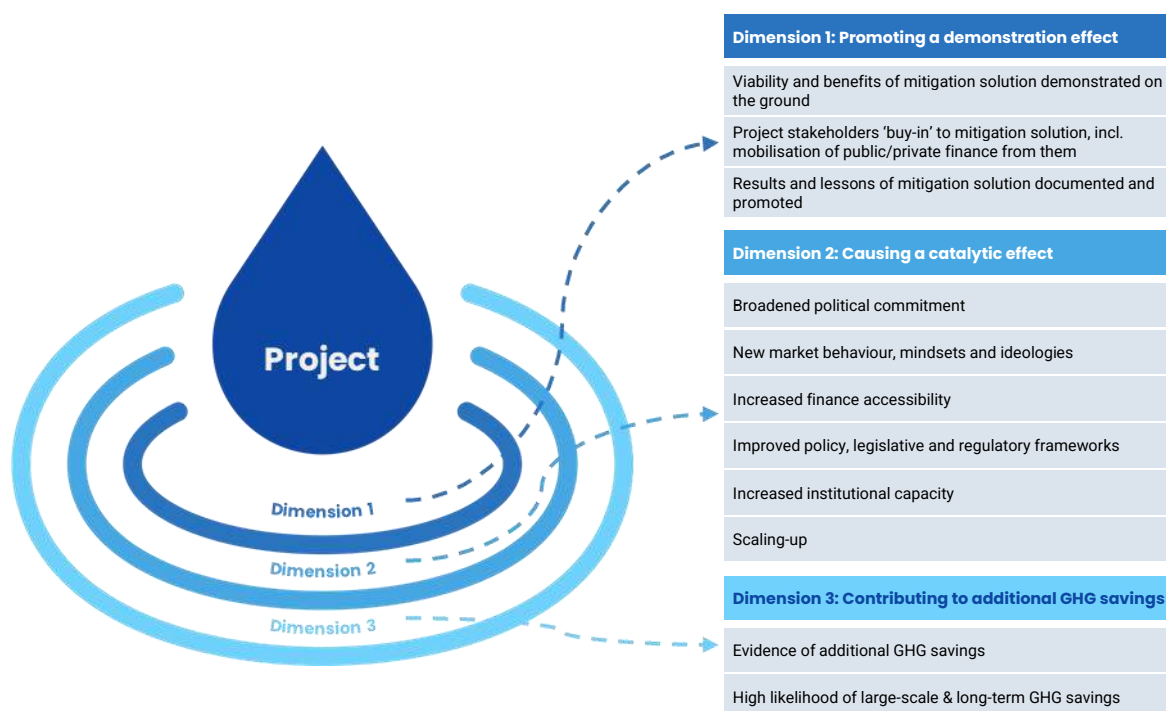 Project
Dimension 1
Dimension 2
Dimension 3
Dimension 1: Promoting a demonstration effect
Viability and benefits of mitigation solution demonstrated on
the ground
Project stakeholders ‘buy-in’ to mitigation solution, incl.
mobilisation of public/private finance from them
Results and lessons of mitigation solution documented and
promoted
Dimension 2: Causing a catalytic effect
Broadened political commitment
New market behaviour, mindsets and ideologies
Increased finance accessibility
Improved policy, legislative and regulatory frameworks
Increased institutional capacity
Scaling-up
Dimension 3: Contributing to additional GHG savings
Evidence of additional GHG savings
High likelihood of large-scale & long-term GHG savings